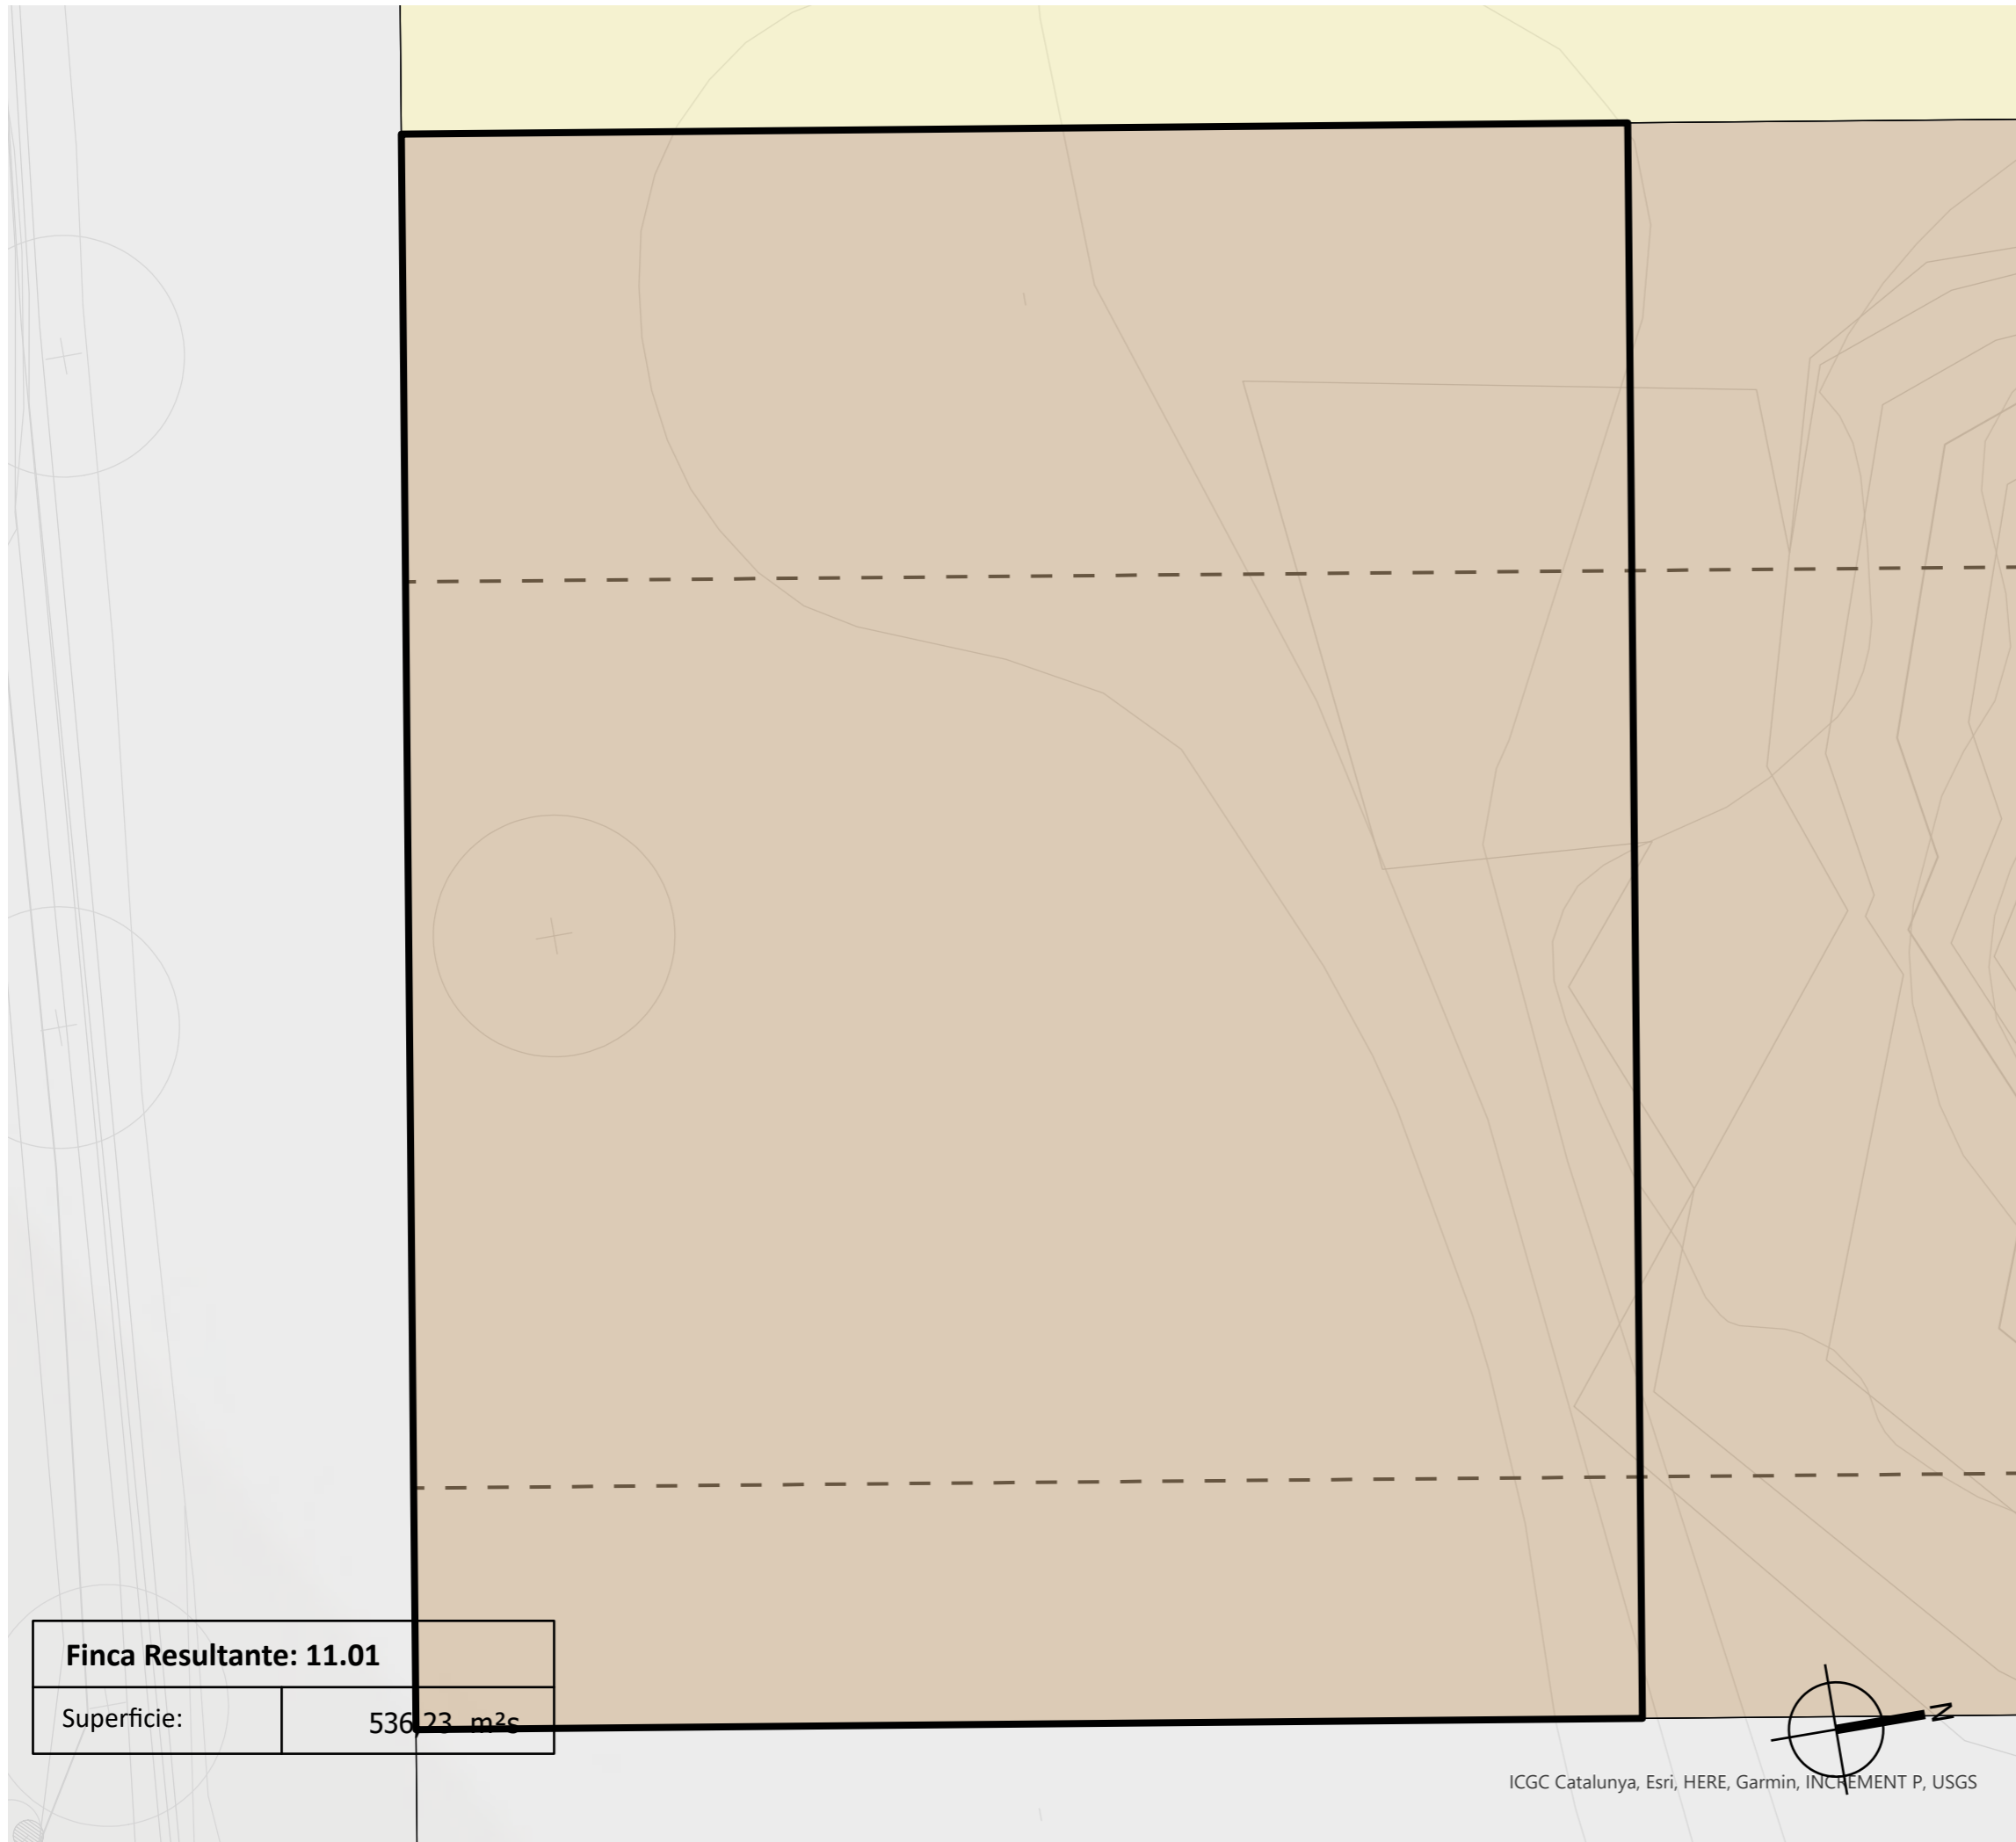 Finca Resultante: 11.01
Superficie: 536,23 m²s
N
ICGC Catalunya, Esri, HERE, Garmin, INCREMENT P, USGS